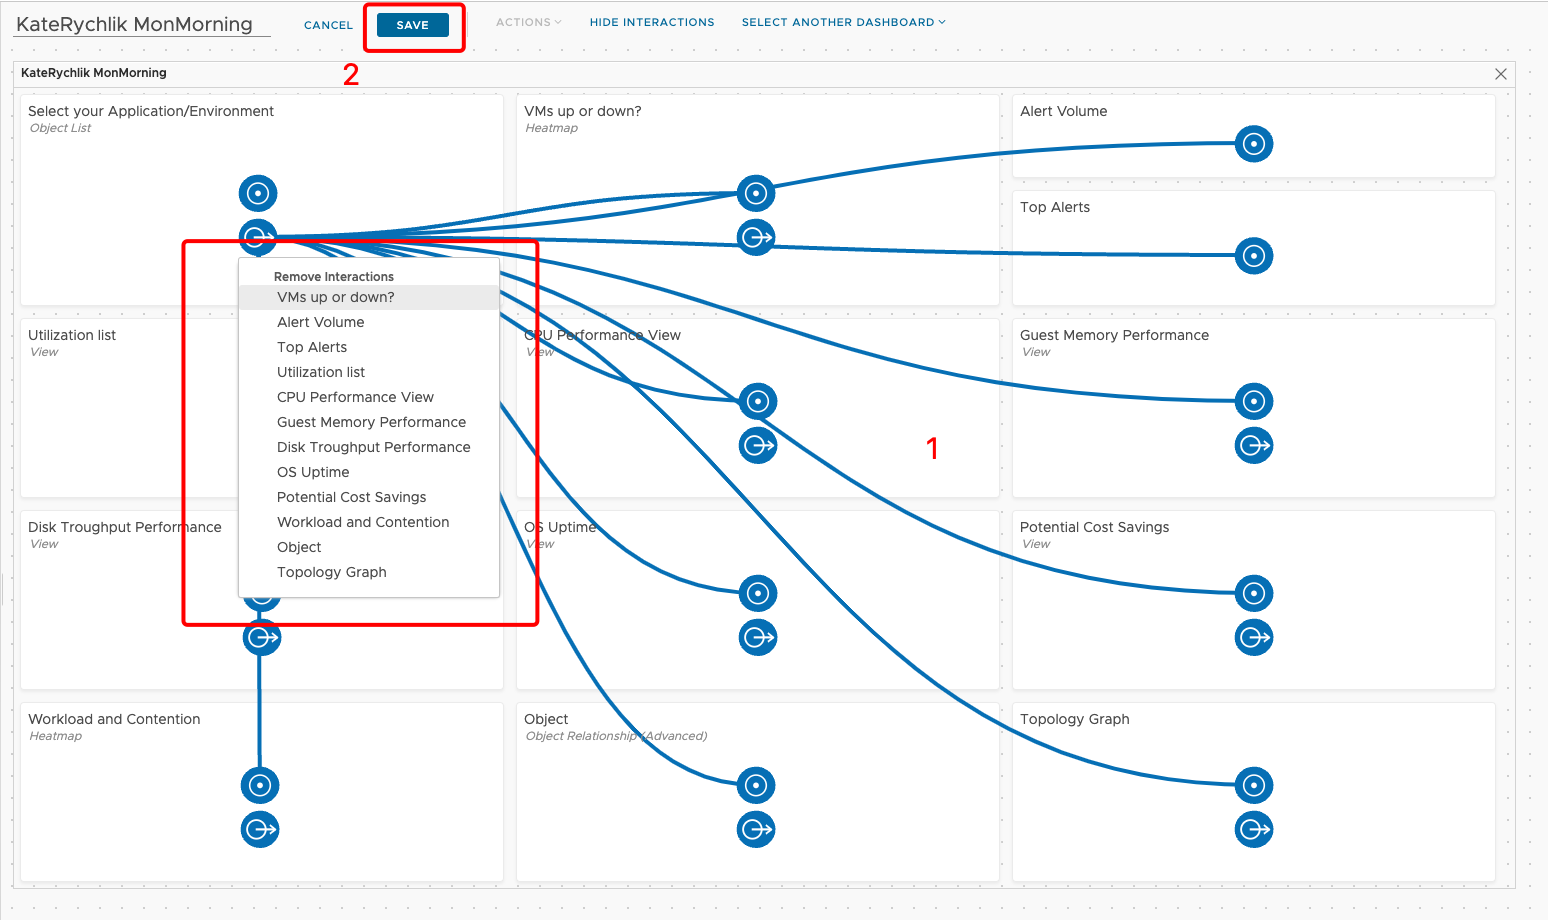 KateRychlik MonMorning
CANCEL
SAVE
ACTIONS
HIDE INTERACTIONS
SELECT ANOTHER DASHBOARD
2
KateRychlik MonMorning
Select your Application/Environment
Object List
VMs up or down?
Heatmap
Alert Volume
Top Alerts
Remove Interactions
VMs up or down?
Alert Volume
Top Alerts
Utilization list
CPU Performance View
Guest Memory Performance
Disk Troughput Performance
OS Uptime
Potential Cost Savings
Workload and Contention
Object
Topology Graph
Utilization list
View
CPU Performance View
View
Guest Memory Performance
View
1
Disk Troughput Performance
View
OS Uptime
View
Potential Cost Savings
View
Workload and Contention
Heatmap
Object
Object Relationship (Advanced)
Topology Graph